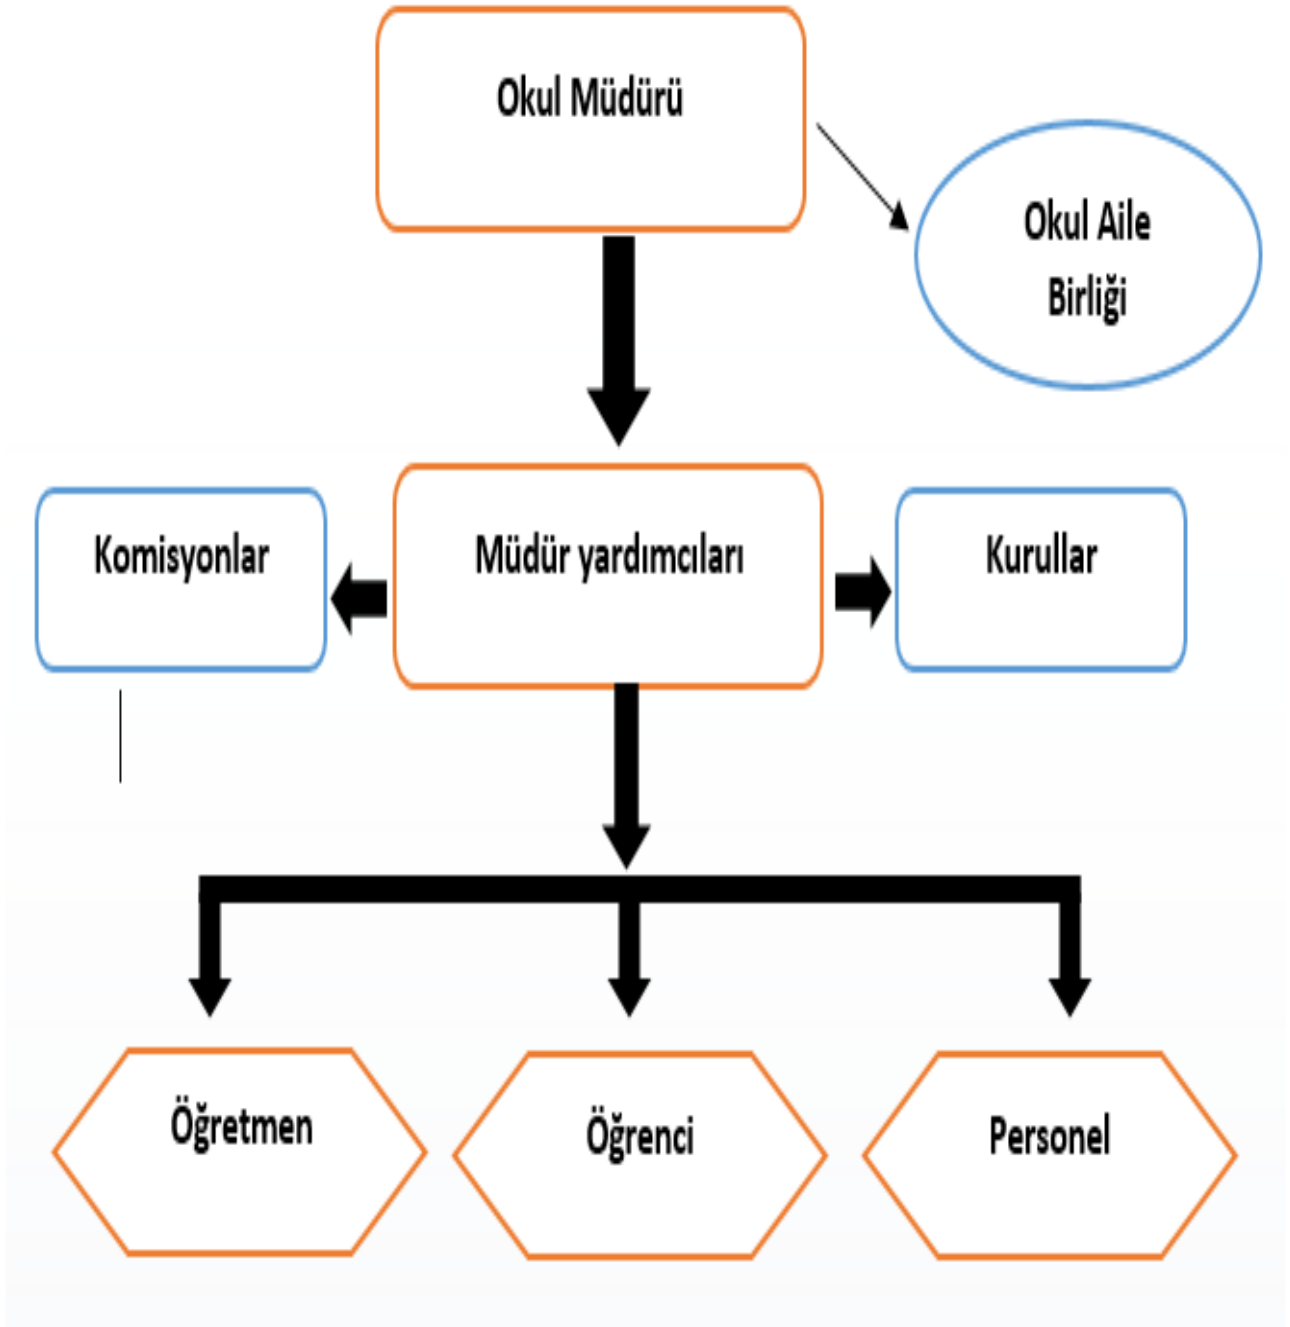 Okul Müdürü
Okul Aile
Birliği
Komisyonlar
Müdür yardımcıları
Kurullar
Öğretmen
Öğrenci
Personel